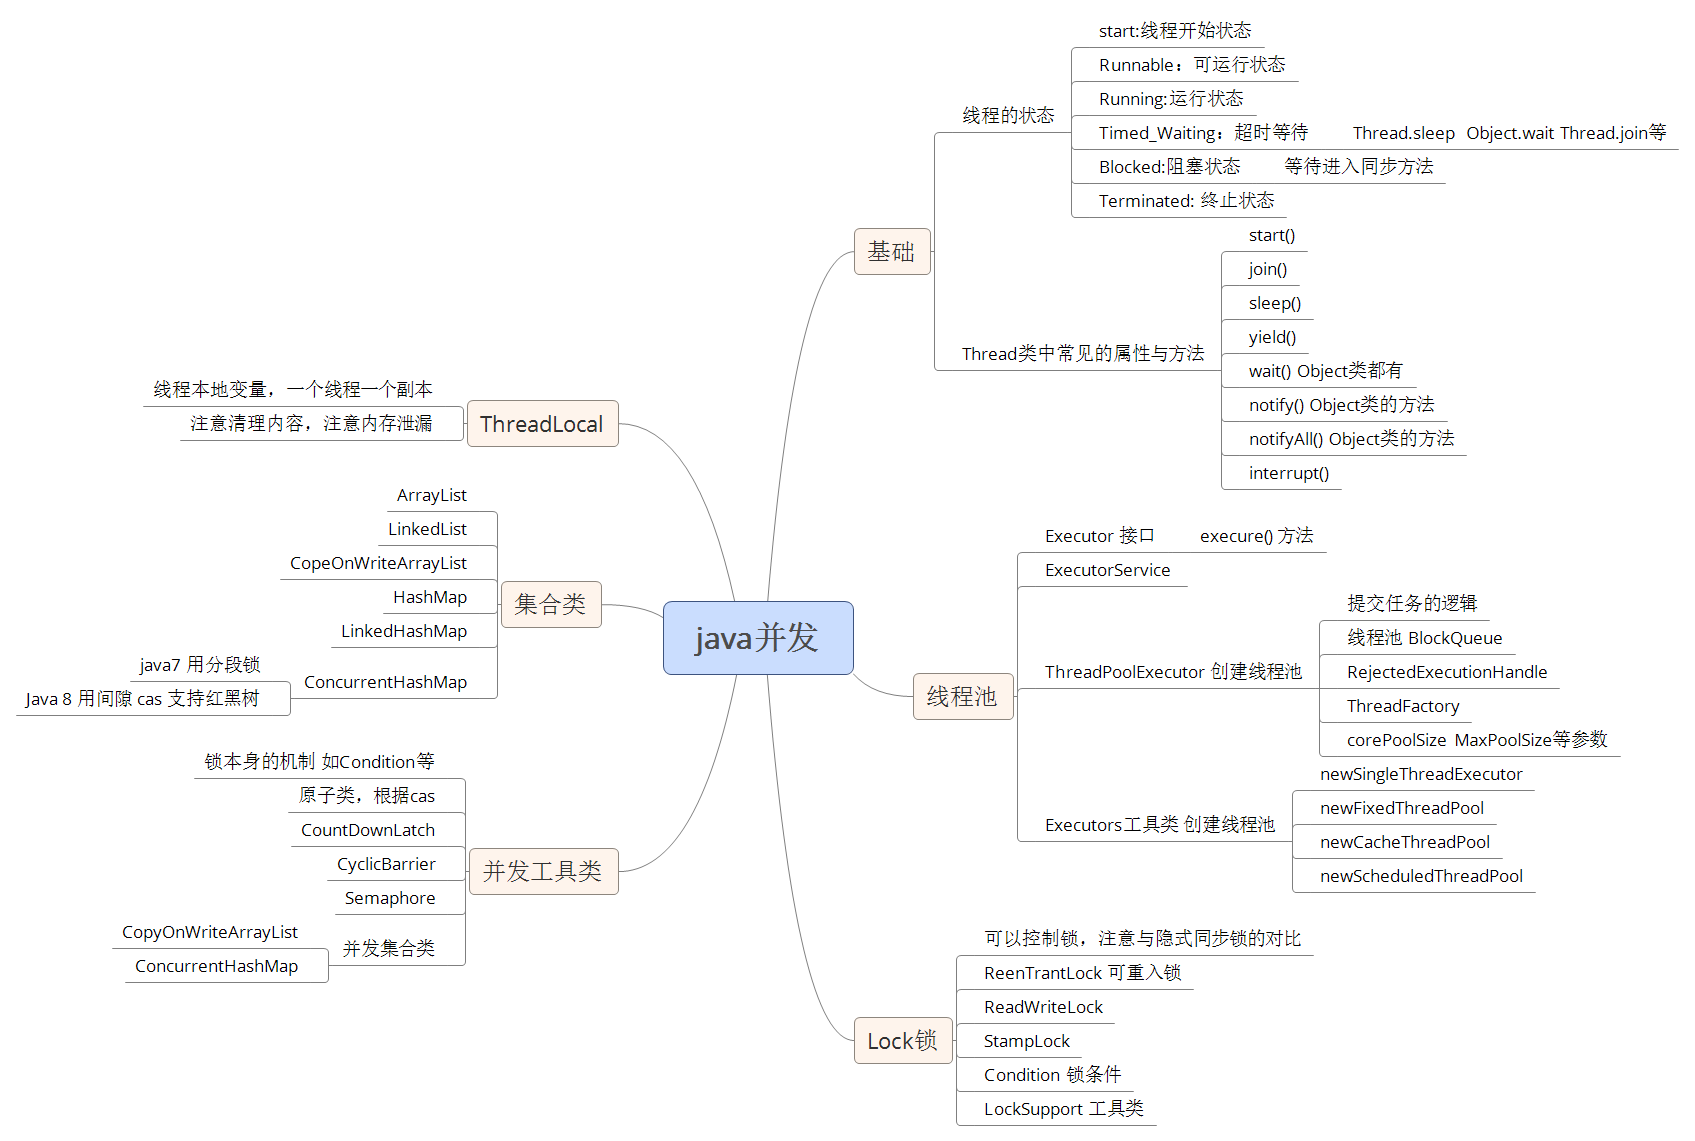 java并发
基础
线程的状态
start:线程开始状态
Runnable：可运行状态
Running:运行状态
Timed_Waiting：超时等待 Thread.sleep Object.wait Thread.join等
Blocked:阻塞状态 等待进入同步方法
Terminated: 终止状态
Thread类中常见的属性与方法
start()
join()
sleep()
yield()
wait() Object类都有
notify() Object类的方法
notifyAll() Object类的方法
interrupt()
线程池
Executor 接口 execure() 方法
ExecutorService
ThreadPoolExecutor 创建线程池
提交任务的逻辑
线程池 BlockQueue
RejectedExecutionHandle
ThreadFactory
corePoolSize MaxPoolSize等参数
Executors工具类 创建线程池
newSingleThreadExecutor
newFixedThreadPool
newCacheThreadPool
newScheduledThreadPool
Lock锁
可以控制锁，注意与隐式同步锁的对比
ReenTrantLock 可重入锁
ReadWriteLock
StampLock
Condition 锁条件
LockSupport 工具类
ThreadLocal
线程本地变量，一个线程一个副本
注意清理内容，注意内存泄漏
集合类
ArrayList
LinkedList
CopeOnWriteArrayList
HashMap
LinkedHashMap
ConcurrentHashMap
java7 用分段锁
Java 8 用间隙 cas 支持红黑树
并发工具类
锁本身的机制 如Condition等
原子类，根据cas
CountDownLatch
CyclicBarrier
Semaphore
并发集合类
CopyOnWriteArrayList
ConcurrentHashMap